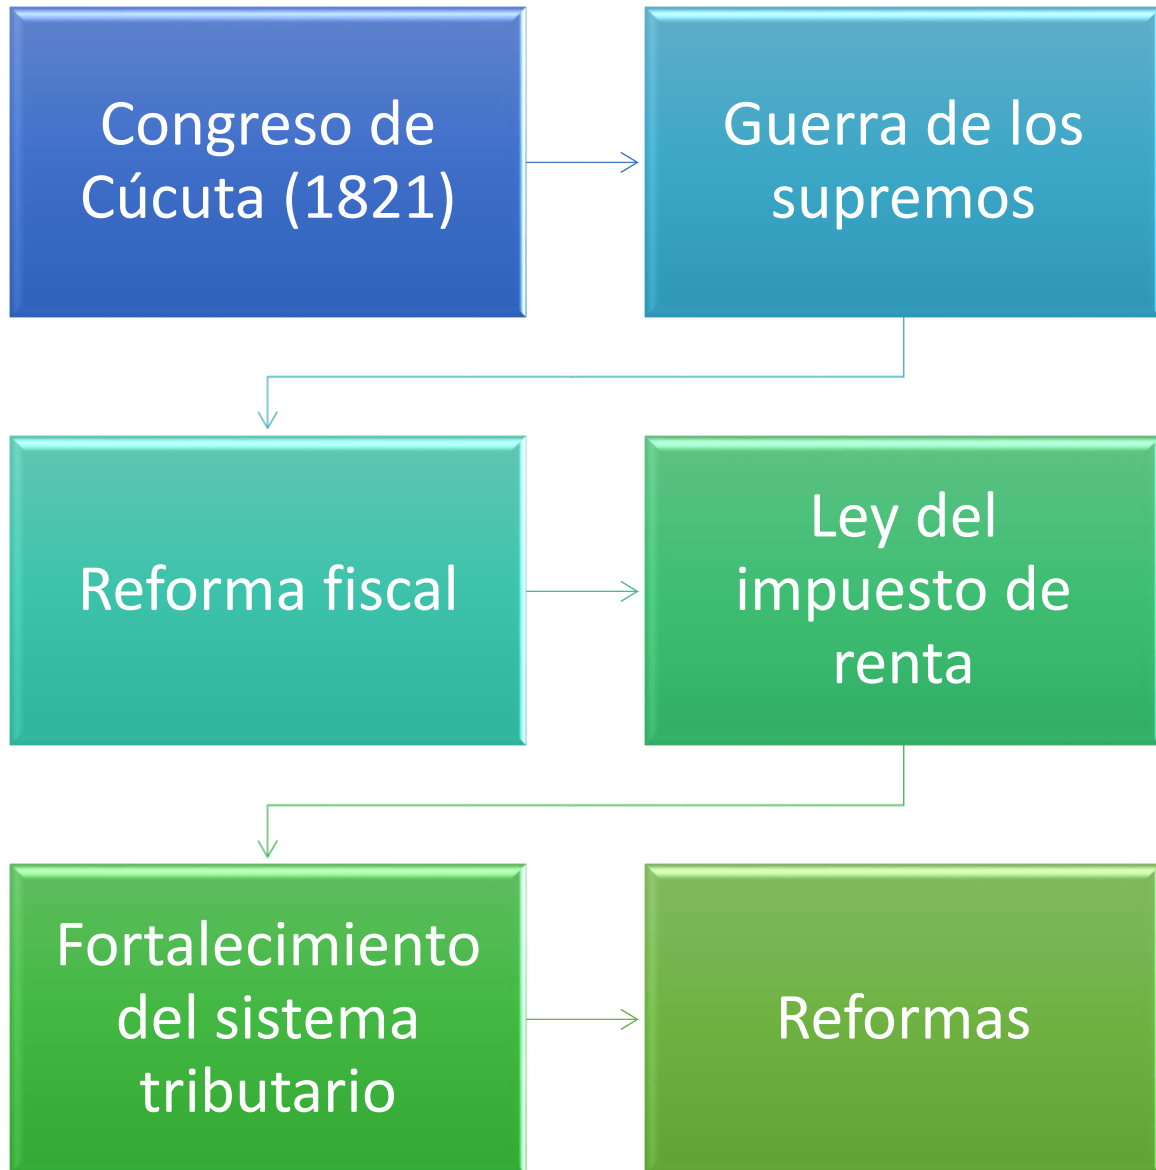 Congreso de
Cúcuta (1821)
Guerra de los
supremos
Reforma fiscal
Ley del
impuesto de
renta
Fortalecimiento
del sistema
tributario
Reformas